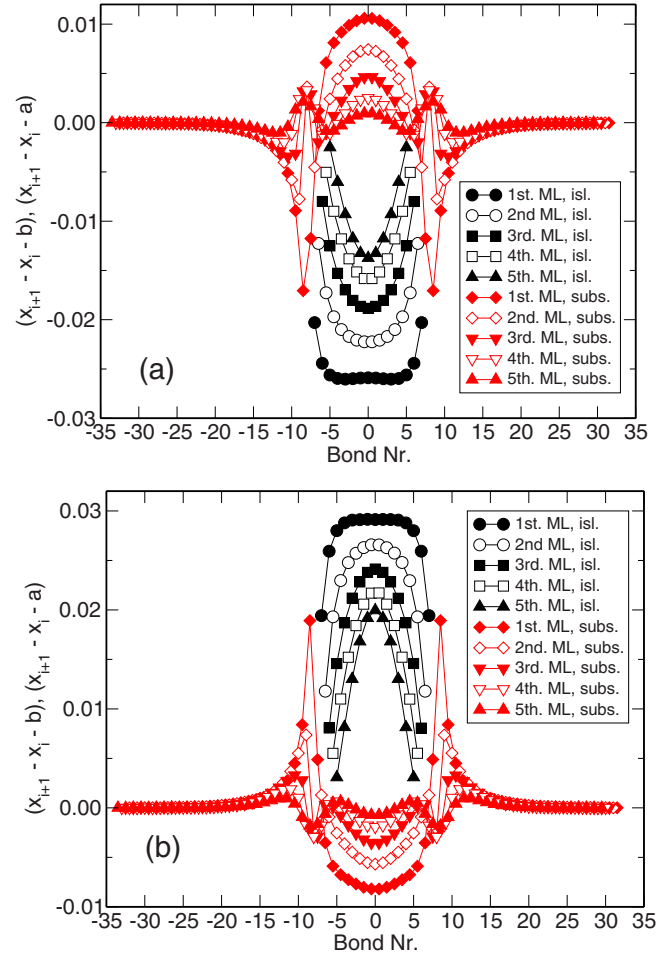 0.01
0.00
-0.01
-0.02
-0.03
(x_{i+1} - x_i - b), (x_{i+1} - x_i - a)
(a)
1st. ML, isl.
2nd ML, isl.
3rd. ML, isl.
4th. ML, isl.
5th. ML, isl.
1st. ML, subs.
2nd. ML, subs.
3rd. ML, subs.
4th. ML, subs.
5th. ML, subs.
-35 -30 -25 -20 -15 -10 -5 0 5 10 15 20 25 30 35
Bond Nr.
0.03
0.02
0.01
0.00
-0.01
(x_{i+1} - x_i - b), (x_{i+1} - x_i - a)
(b)
1st. ML, isl.
2nd ML, isl.
3rd. ML, isl.
4th. ML, isl.
5th. ML, isl.
1st. ML, subs.
2nd. ML, subs.
3rd. ML, subs.
4th. ML, subs.
5th. ML, subs.
-35 -30 -25 -20 -15 -10 -5 0 5 10 15 20 25 30 35
Bond Nr.